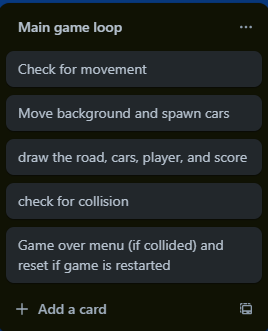 Main game loop
Check for movement
Move background and spawn cars
draw the road, cars, player, and score
check for collision
Game over menu (if collided) and
reset if game is restarted
Add a card